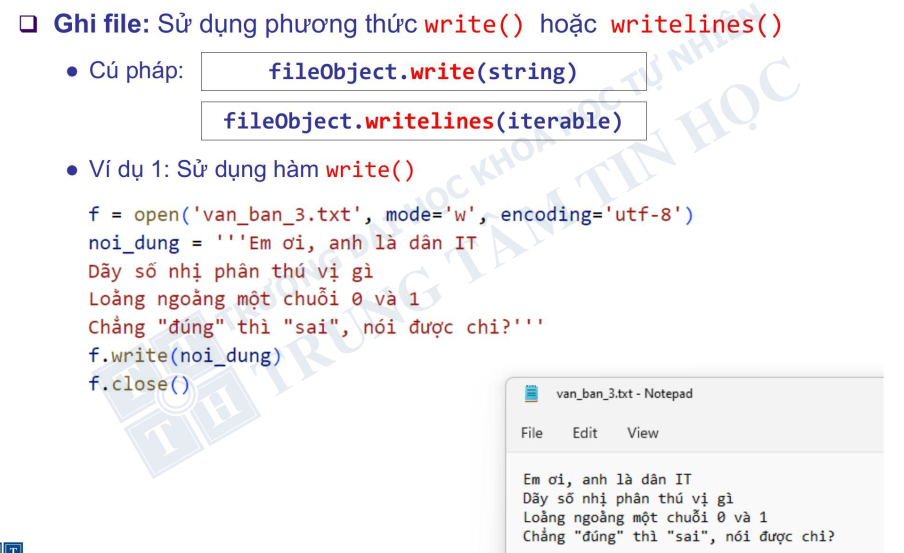 Ghi file: Sử dụng phương thức write() hoặc writelines()
Cú pháp:
fileObject.write(string)
fileObject.writelines(iterable)
Ví dụ 1: Sử dụng hàm write()
f = open('van_ban_3.txt', mode='w', encoding='utf-8')
noi_dung = '''Em ơi, anh là dân IT
Dãy số nhị phân thú vị gì
Loằng ngoằng một chuỗi 0 và 1
Chẳng "đúng" thì "sai", nói được chi?'''
f.write(noi_dung)
f.close()
TRƯỜNG ĐẠI HỌC KHOA HỌC TỰ NHIÊN
TRUNG TÂM TIN HỌC
van_ban_3.txt - Notepad
File Edit View
Em ơi, anh là dân IT
Dãy số nhị phân thú vị gì
Loằng ngoằng một chuỗi 0 và 1
Chẳng "đúng" thì "sai", nói được chi?